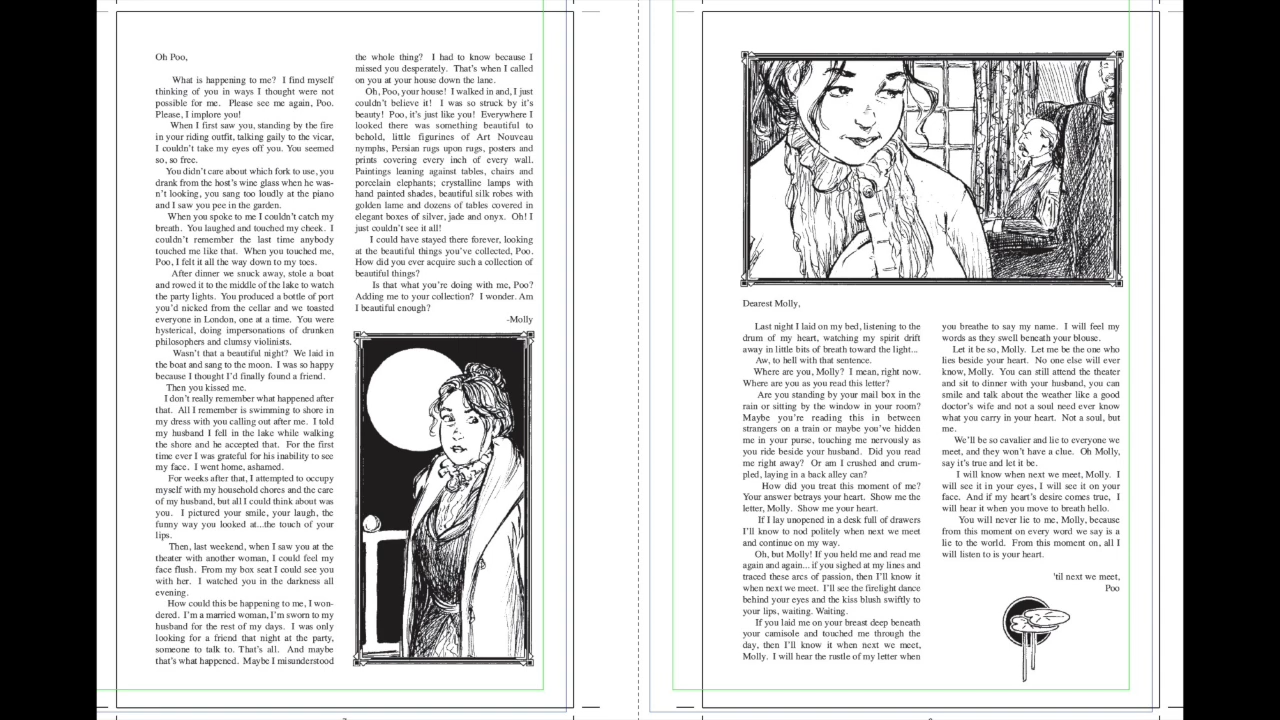 Oh Poo,
What is happening to me? I find myself
thinking of you in ways I thought were not
possible for me. Please see me again, Poo.
Please, I implore you!
When I first saw you, standing by the fire
in your riding outfit, talking gaily to the vicar,
I couldn't take my eyes off you. You seemed
so, so free.
You didn't care about which fork to use, you
drank from the host's wine glass when he was-
n't looking, you sang too loudly at the piano
and I saw you pee in the garden.
When you spoke to me I couldn't catch my
breath. You laughed and touched my cheek. I
couldn't remember the last time anybody
touched me like that. When you touched me,
Poo, I felt it all the way down to my toes.
After dinner we snuck away, stole a boat
and rowed it to the middle of the lake to watch
the party lights. You produced a bottle of port
you'd nicked from the cellar and we toasted
everyone in London, one at a time. You were
hysterical, doing impersonations of drunken
philosophers and clumsy violinists.
Wasn't that a beautiful night? We laid in
the boat and sang to the moon. I was so happy
because I thought I'd finally found a friend.
Then you kissed me.
I don't really remember what happened after
that. All I remember is swimming to shore in
my dress with you calling out after me. I told
my husband I fell in the lake while walking
the shore and he accepted that. For the first
time ever I was grateful for his inability to see
my face. I went home, ashamed.
For weeks after that, I attempted to occupy
myself with my household chores and the care
of my husband, but all I could think about was
you. I pictured your smile, your laugh, the
funny way you looked at...the touch of your
lips.
Then, last weekend, when I saw you at the
theater with another woman, I could feel my
face flush. From my box seat I could see you
with her. I watched you in the darkness all
evening.
How could this be happening to me, I won-
dered. I'm a married woman, I'm sworn to my
husband for the rest of my days. I was only
looking for a friend that night at the party,
someone to talk to. That's all. And maybe
that's what happened. Maybe I misunderstood
the whole thing? I had to know because I
missed you desperately. That's when I called
on you at your house down the lane.
Oh, Poo, your house! I walked in and, I just
couldn't believe it! I was so struck by it's
beauty! Poo, it's just like you! Everywhere I
looked there was something beautiful to
behold, little figurines of Art Nouveau
nymphs, Persian rugs upon rugs, posters and
prints covering every inch of every wall.
Paintings leaning against tables, chairs and
porcelain elephants; crystalline lamps with
hand painted shades, beautiful silk robes with
golden lame and dozens of tables covered in
elegant boxes of silver, jade and onyx. Oh! I
just couldn't see it all!
I could have stayed there forever, looking
at the beautiful things you've collected, Poo.
How did you ever acquire such a collection of
beautiful things?
Is that what you're doing with me, Poo?
Adding me to your collection? I wonder. Am
I beautiful enough?
-Molly
Dearest Molly,
Last night I laid on my bed, listening to the
drum of my heart, watching my spirit drift
away in little bits of breath toward the light...
Aw, to hell with that sentence.
Where are you, Molly? I mean, right now.
Where are you as you read this letter?
Are you standing by your mail box in the
rain or sitting by the window in your room?
Maybe you're reading this in between
strangers on a train or maybe you've hidden
me in your purse, touching me nervously as
you ride beside your husband. Did you read
me right away? Or am I crushed and crum-
pled, laying in a back alley can?
How did you treat this moment of me?
Your answer betrays your heart. Show me the
letter, Molly. Show me your heart.
If I lay unopened in a desk full of drawers
I'll know to nod politely when next we meet
and continue on my way.
Oh, but Molly! If you held me and read me
again and again... if you sighed at my lines and
traced these arcs of passion, then I'll know it
when next we meet. I'll see the firelight dance
behind your eyes and the kiss blush swiftly to
your lips, waiting. Waiting.
If you laid me on your breast deep beneath
your camisole and touched me through the
day, then I'll know it when next we meet,
Molly. I will hear the rustle of my letter when
you breathe to say my name. I will feel my
words as they swell beneath your blouse.
Let it be so, Molly. Let me be the one who
lies beside your heart. No one else will ever
know, Molly. You can still attend the theater
and sit to dinner with your husband, you can
smile and talk about the weather like a good
doctor's wife and not a soul need ever know
what you carry in your heart. Not a soul, but
me.
We'll be so cavalier and lie to everyone we
meet, and they won't have a clue. Oh Molly,
say it's true and let it be.
I will know when next we meet, Molly. I
will see it in your eyes, I will see it on your
face. And if my heart's desire comes true, I
will hear it when you move to breath hello.
You will never lie to me, Molly, because
from this moment on every word we say is a
lie to the world. From this moment on, all I
will listen to is your heart.
'til next we meet,
Poo